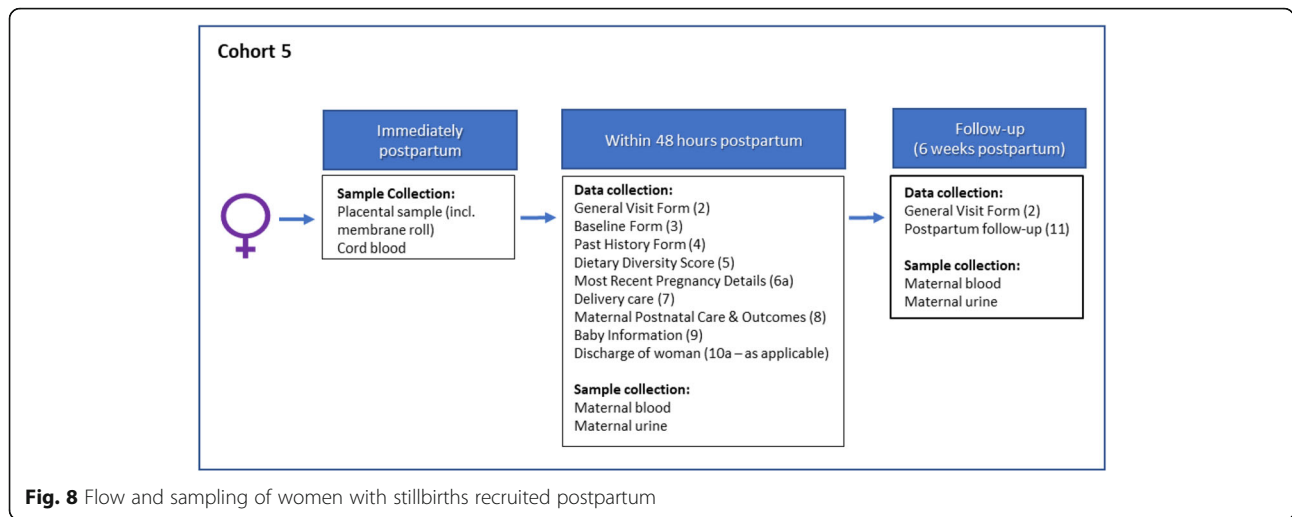 Cohort 5
Immediately
postpartum
Sample Collection:
Placental sample (incl.
membrane roll)
Cord blood
Within 48 hours postpartum
Data collection:
General Visit Form (2)
Baseline Form (3)
Past History Form (4)
Dietary Diversity Score (5)
Most Recent Pregnancy Details (6a)
Delivery care (7)
Maternal Postnatal Care & Outcomes (8)
Baby Information (9)
Discharge of woman (10a – as applicable)
Sample collection:
Maternal blood
Maternal urine
Follow-up
(6 weeks postpartum)
Data collection:
General Visit Form (2)
Postpartum follow-up (11)
Sample collection:
Maternal blood
Maternal urine
Fig. 8 Flow and sampling of women with stillbirths recruited postpartum